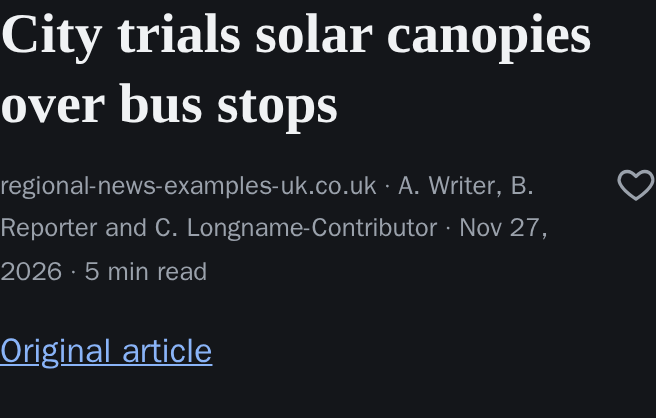 City trials solar canopies
over bus stops
regional-news-examples-uk.co.uk · A. Writer, B.
Reporter and C. Longname-Contributor · Nov 27,
2026 · 5 min read
Original article